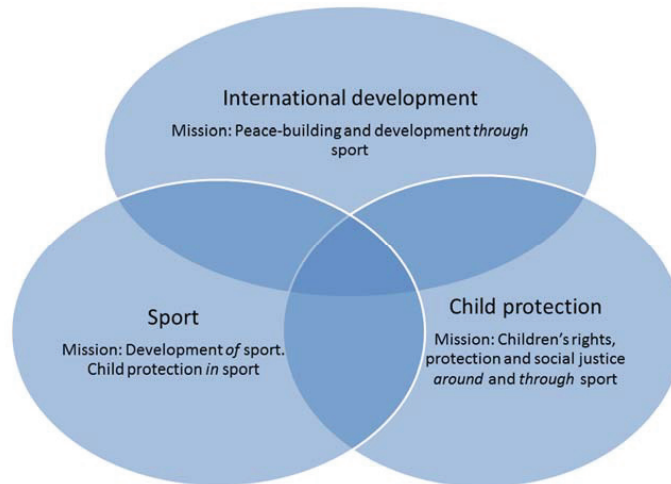 International development
Mission: Peace-building and development through
sport
Sport
Mission: Development of sport.
Child protection in sport
Child protection
Mission: Children’s rights,
protection and social justice
around and through sport